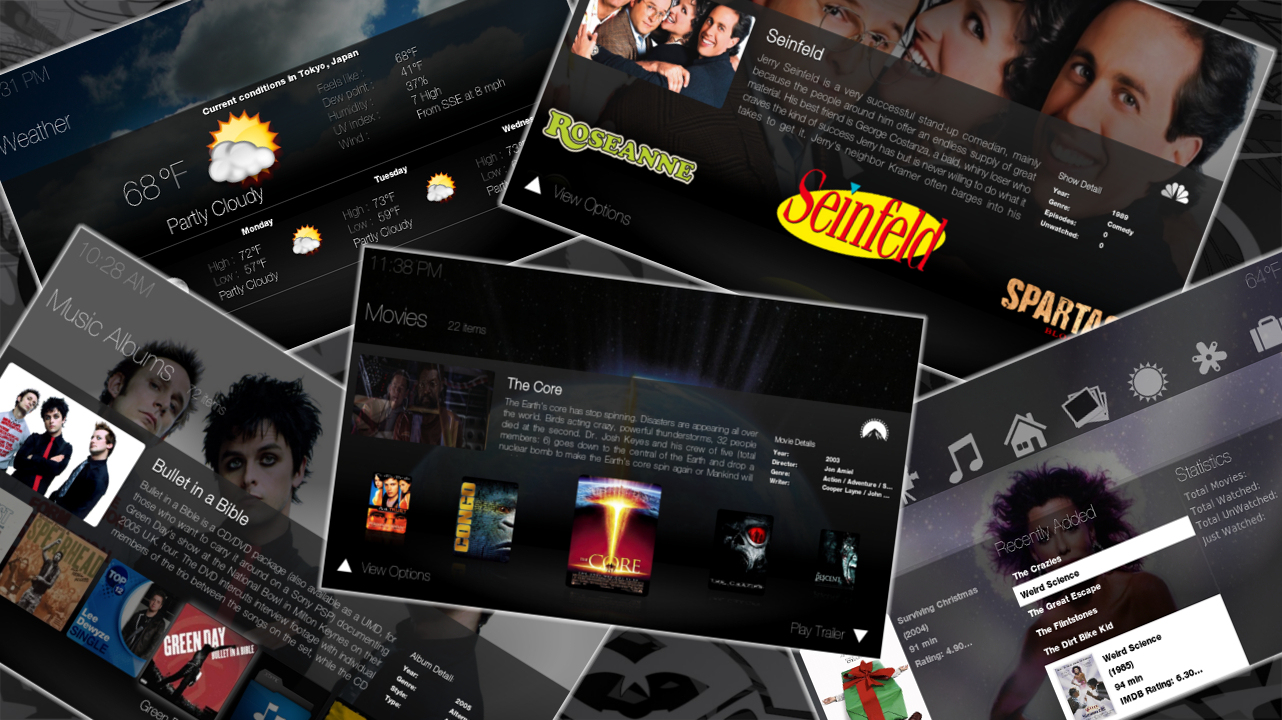 31 PM
Weather
Current conditions in Tokyo, Japan
68°F
Partly Cloudy
Feels like : 68°F
Dew point : 41°F
Humidity : 37%
UV Index : 7 High
Wind : From SSE at 8 mph
Monday
High : 72°F
Low : 57°F
Partly Cloudy
Tuesday
High : 73°F
Low : 59°F
Partly Cloudy
High :
Low :
Seinfeld
Jerry Seinfeld is a very successful stand-up comedian, mainly
because the people around him offer an endless supply of great
material. His best friend is George Costanza, a bald, whiny loser who
craves the kind of success Jerry has but is never willing to do what it
takes to get it. Jerry's neighbor Kramer often barges into his
Show Detail
Year: 1989
Genre: Comedy
Episodes: 0
Unwatched: 0
ROSEANNE
Seinfeld
View Options
10:28 AM
Music Albums
Bullet in a Bible
Bullet in a Bible is a CD/DVD package (also available as a UMD, for
those who want to carry it around on a Sony PSP) documenting
Green Day's show at the National Bowl in Milton Keynes on their
2005 U.K. tour. The DVD intercuts interview footage with individual
members of the trio between the songs on the set, while the CD
TOP
12
Lee
Dewyze
SINGLE
GREEN DAY
BULLET IN A BIBLE
Album Detail
Year: 2005
Genre:
Style:
Type:
11:38 PM
Movies 22 items
The Core
The Earth's core has stop spinning. Disasters are appearing all over
the world. Birds acting crazy, powerful thunderstorms, 32 people
died at the second. Dr. Josh Keyes and his crew of five (total
members: 6) goes down to the central of the Earth and drop a
nuclear bomb to make the Earth's core spin again or Mankind will
Movie Details
Year: 2003
Director: Jon Amiel
Genre: Action / Adventure / S...
Writer: Cooper Layne / John ...
CONGO
THE CORE
View Options
Play Trailer
64°F
Statistics
Total Movies:
Total Watched:
Total UnWatched:
Just Watched:
Recently Added
The Crazies
Weird Science
The Great Escape
The Flintstones
The Dirt Bike Kid
Surviving Christmas
(2004)
91 min
Rating: 4.90...
Weird Science
(1985)
94 min
IMDB Rating: 6.30...